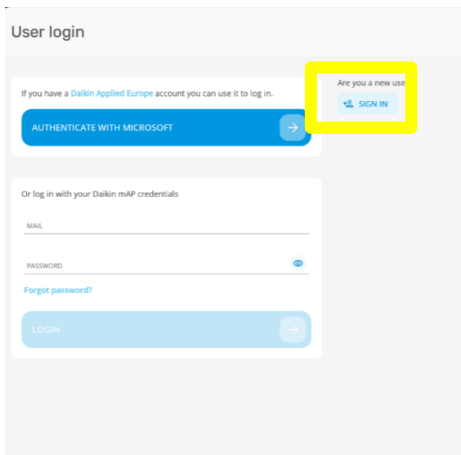 User login
If you have a Daikin Applied Europe account you can use it to log in.
AUTHENTICATE WITH MICROSOFT
Are you a new use
SIGN IN
Or log in with your Daikin mAP credentials
MAIL
PASSWORD
Forgot password?
LOGIN